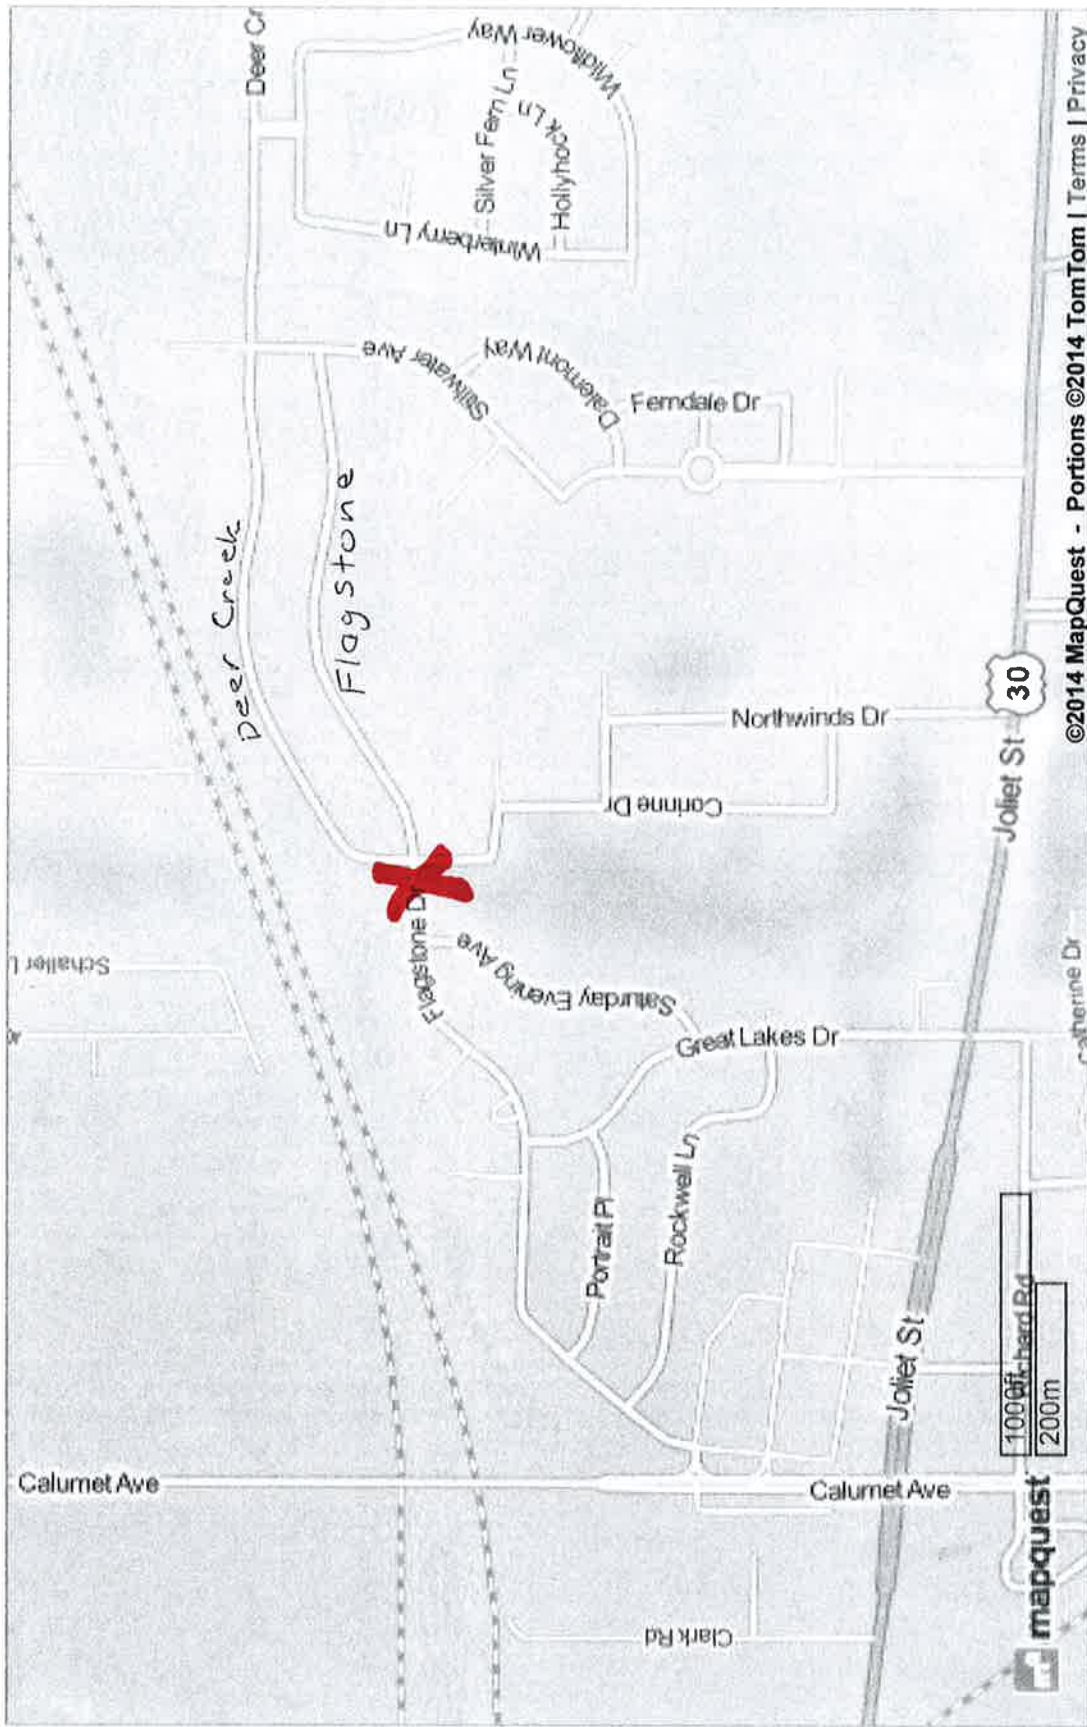 Deer Cr
Wildflower Way
Silver Fern Ln
Hollyhock Ln
Winterberry Ln
Stillwater Ave
Dalemont Way
Ferndale Dr
Deer Creek
Flagstone
Northwinds Dr
Corinne Dr
30
Joliet St
Schaller L
Flagstone Dr
Saturday Evening Ave
Great Lakes Dr
Catherine Dr
Portrait Pl
Rockwell Ln
Joliet St
Calumet Ave
Calumet Ave
Clark Rd
1000ft
200m
mapquest
©2014 MapQuest - Portions ©2014 TomTom | Terms | Privacy